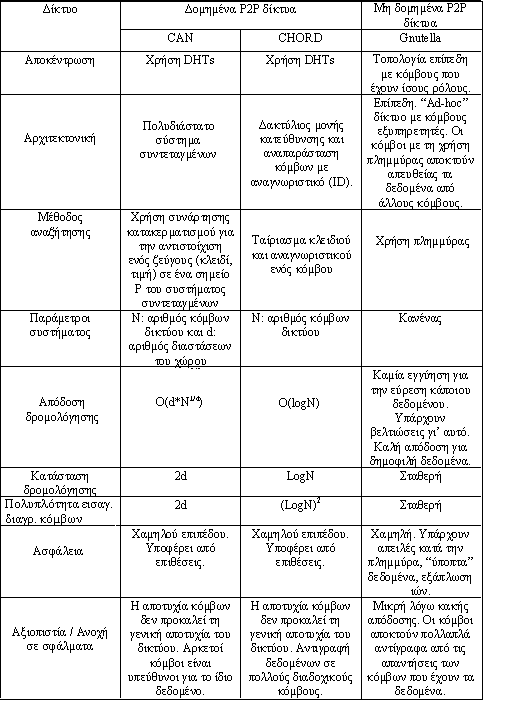 Δίκτυο
Δομημένα P2P δίκτυα
Μη δομημένα P2P
δίκτυα
CAN
CHORD
Gnutella
Αποκέντρωση
Χρήση DHTs
Χρήση DHTs
Τοπολογία επίπεδη
με κόμβους που
έχουν ίσους ρόλους.
Αρχιτεκτονική
Πολυδιάστατο
σύστημα
συντεταγμένων
Δακτύλιος μονής
κατεύθυνσης και
αναπαράσταση
κόμβων με
αναγνωριστικό (ID).
Επίπεδη. “Ad-hoc”
δίκτυο με κόμβους
εξυπηρετητές. Οι
κόμβοι με τη χρήση
πλημμύρας αποκτούν
απευθείας τα
δεδομένα από
άλλους κόμβους.
Μέθοδος
αναζήτησης
Χρήση συνάρτησης
κατακερματισμού για
την αντιστοίχιση
ενός ζεύγους (κλειδί,
τιμή) σε ένα σημείο
P του συστήματος
συντεταγμένων
Ταίριασμα κλειδιού
και αναγνωριστικού
ενός κόμβου
Χρήση πλημμύρας
Παράμετροι
συστήματος
N: αριθμός κόμβων
δικτύου και d:
αριθμός διαστάσεων
του χώρου
N: αριθμός κόμβων
δικτύου
Κανένας
Απόδοση
δρομολόγησης
O(d*N^1/d)
O(logN)
Καμία εγγύηση για
την εύρεση κάποιου
δεδομένου.
Υπάρχουν
βελτιώσεις γι’ αυτό.
Καλή απόδοση για
δημοφιλή δεδομένα.
Κατάσταση
δρομολόγησης
2d
LogN
Σταθερή
Πολυπλότητα εισαγ.
διαγρ. κόμβων
2d
(LogN)²
Σταθερή
Ασφάλεια
Χαμηλού επιπέδου.
Υποφέρει από
επιθέσεις.
Χαμηλού επιπέδου.
Υποφέρει από
επιθέσεις.
Χαμηλή. Υπάρχουν
απειλές κατά την
πλημμύρα, “ύποπτα”
δεδομένα, εξάπλωση
ιών.
Αξιοπιστία / Ανοχή
σε σφάλματα
Η αποτυχία κόμβων
δεν προκαλεί τη
γενική αποτυχία του
δικτύου. Αρκετοί
κόμβοι είναι
υπεύθυνοι για το ίδιο
δεδομένο.
Η αποτυχία κόμβων
δεν προκαλεί τη
γενική αποτυχία του
δικτύου. Αντιγραφή
δεδομένων σε
πολλούς διαδοχικούς
κόμβους.
Μικρή λόγω κακής
απόδοσης. Οι κόμβοι
αποκτούν πολλαπλά
αντίγραφα από τις
απαντήσεις των
κόμβων που έχουν τα
δεδομένα.